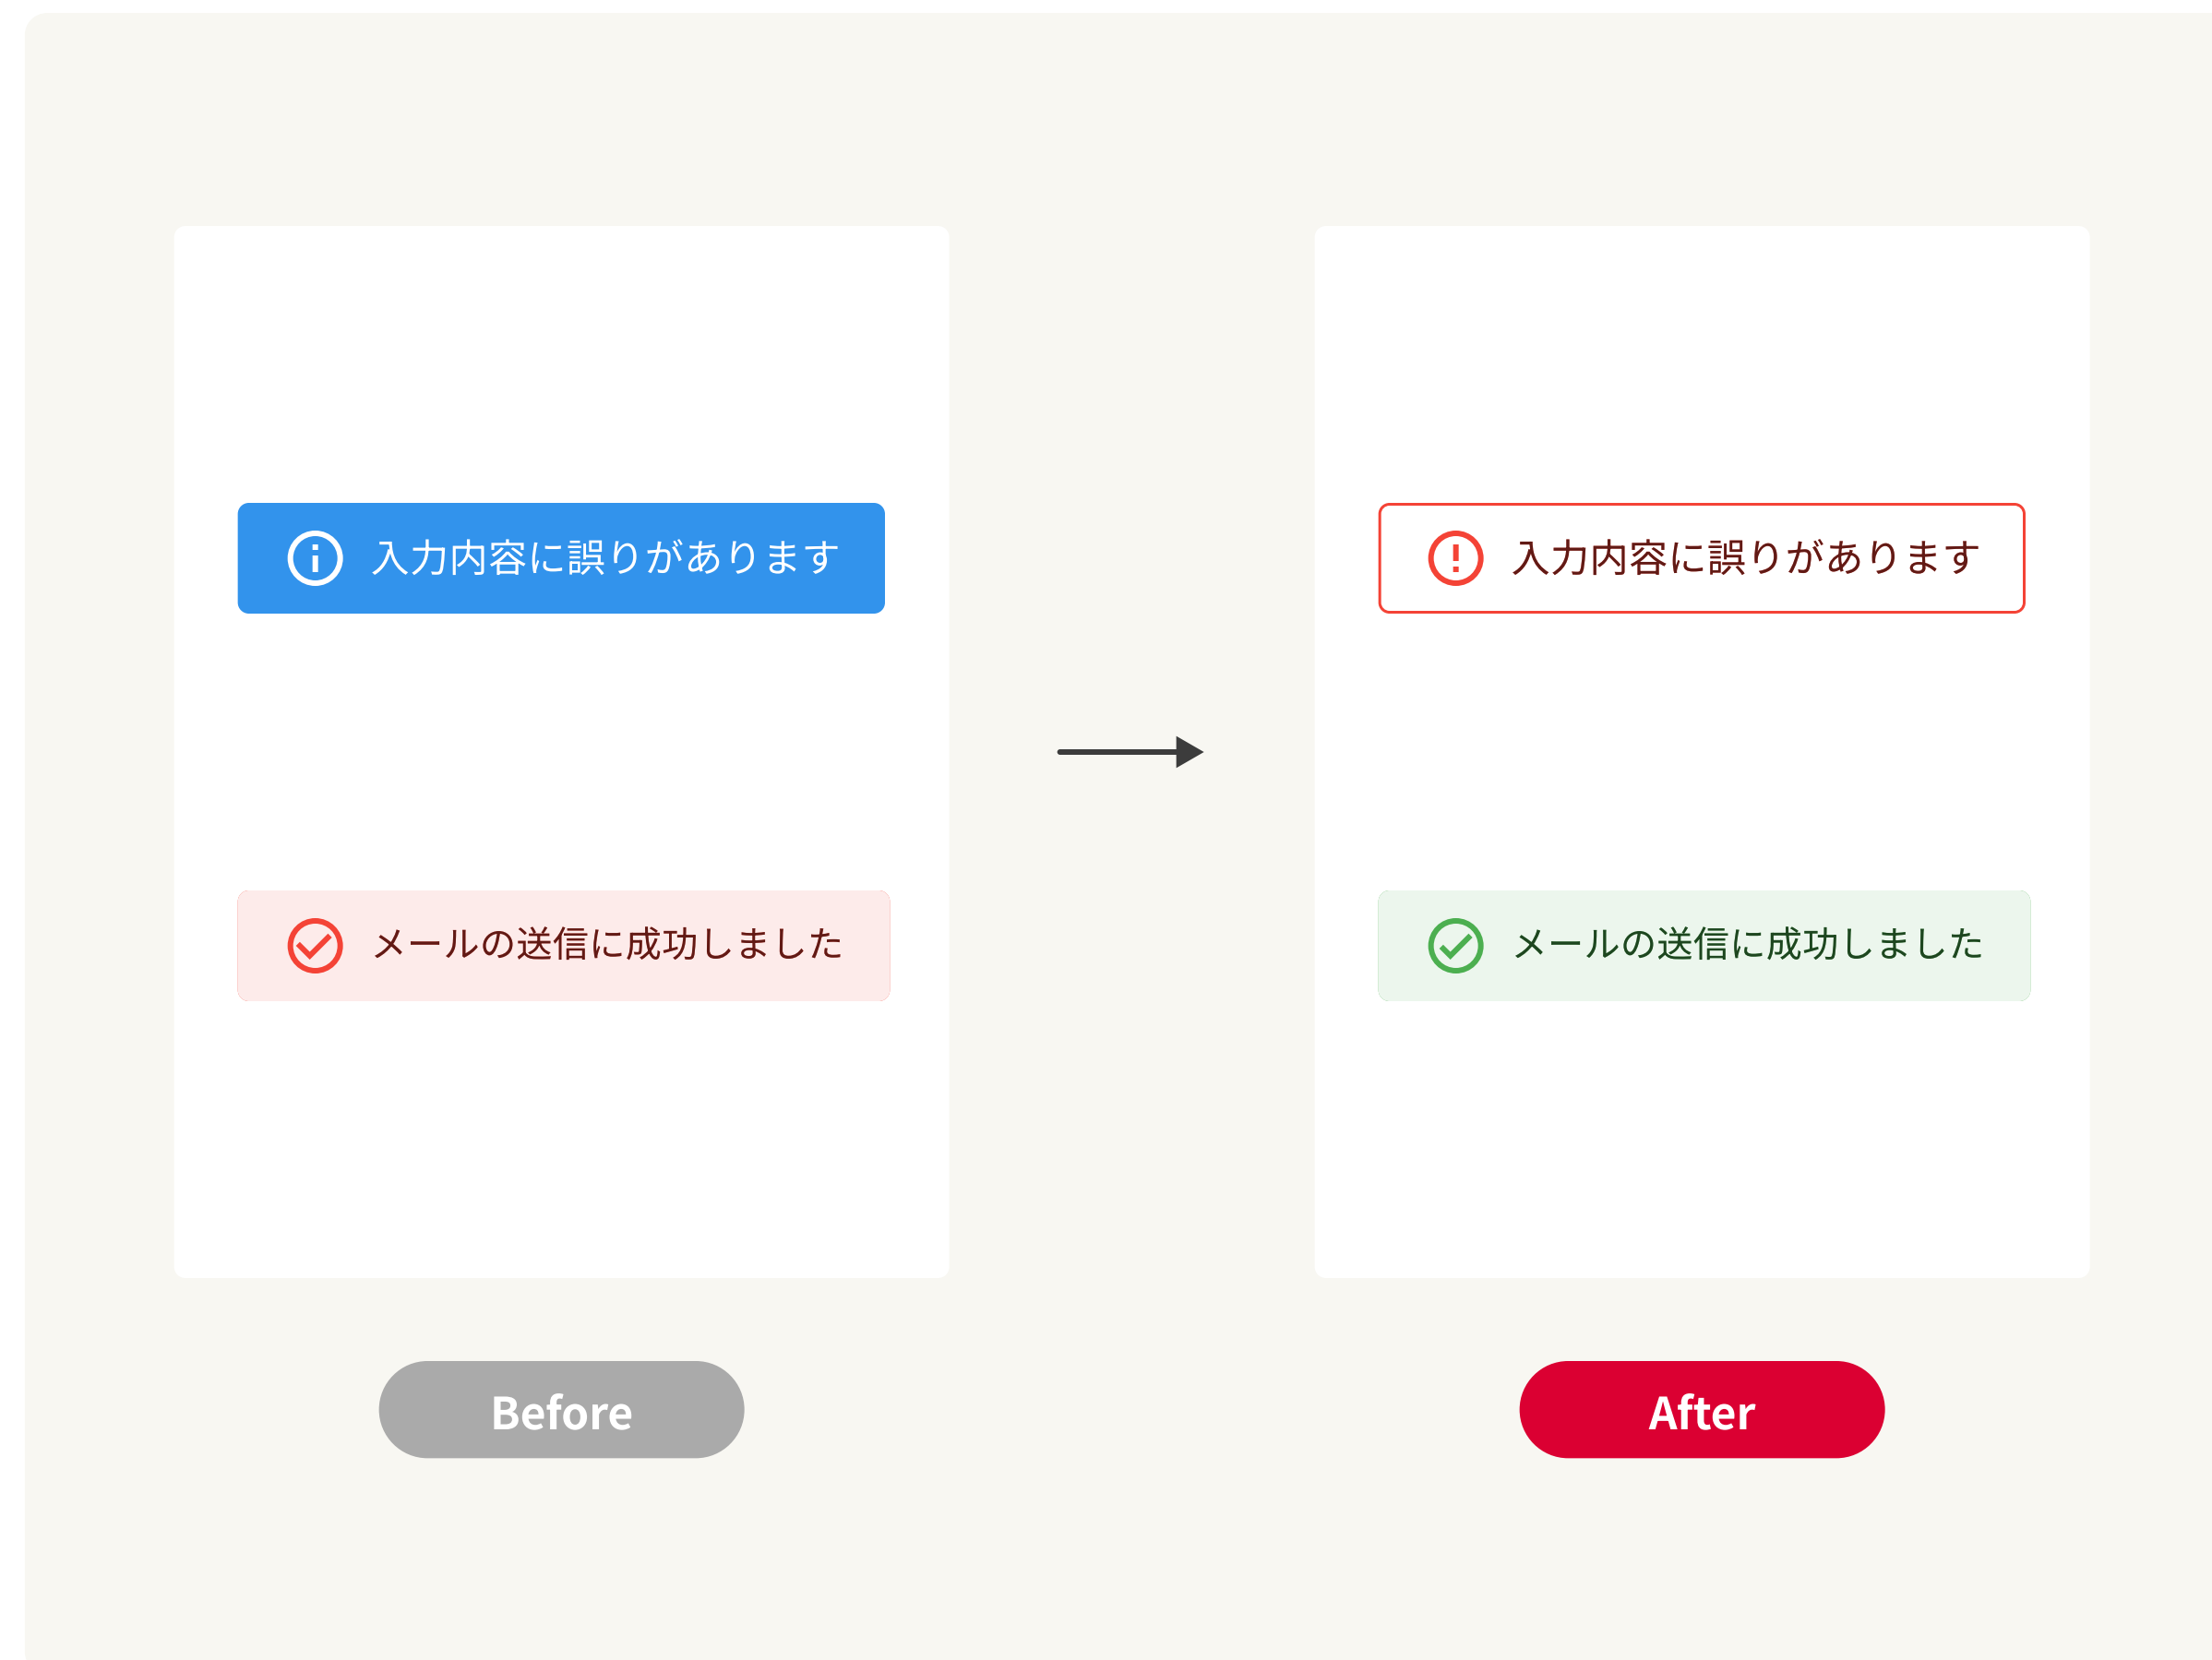 入力内容に誤りがあります
メールの送信に成功しました
Before
入力内容に誤りがあります
メールの送信に成功しました
After